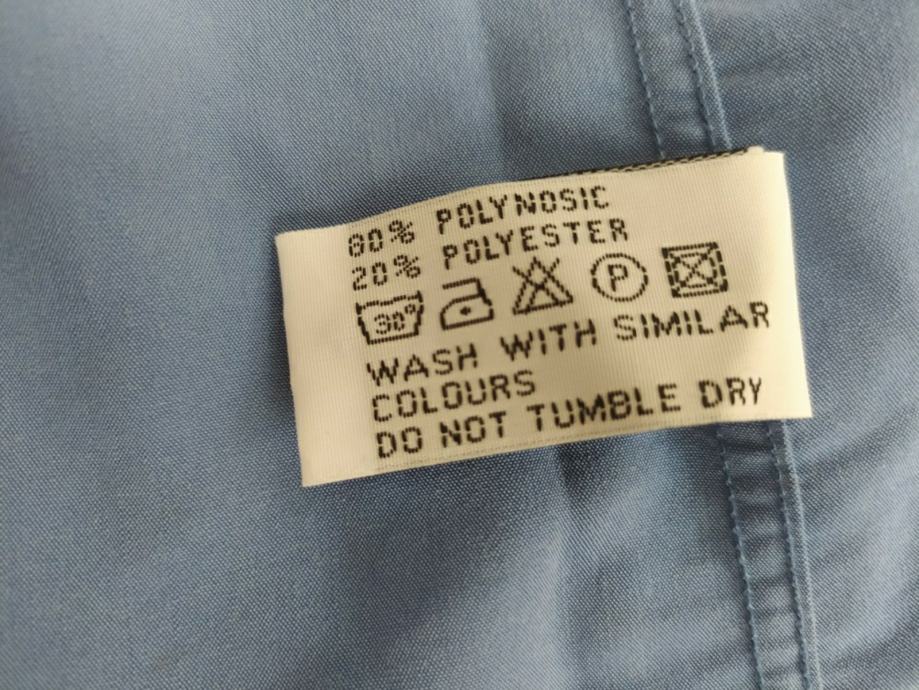 80% POLYNOSIC
20% POLYESTER
30° P
WASH WITH SIMILAR
COLOURS
DO NOT TUMBLE DRY